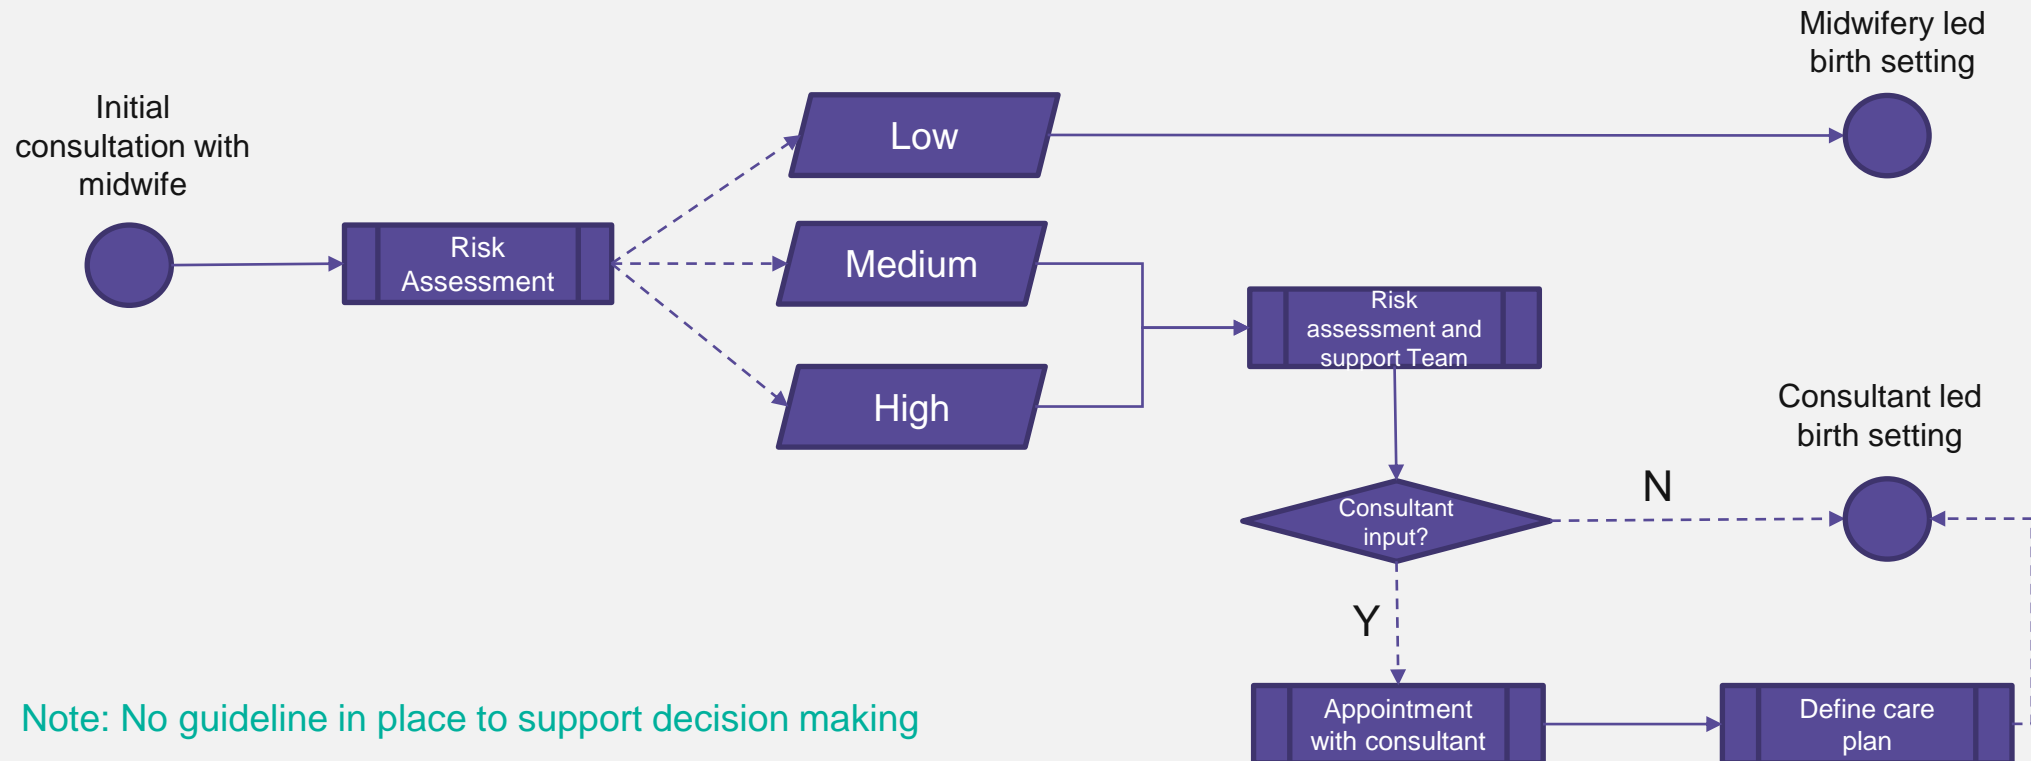 Midwifery led
birth setting
Initial
consultation with
midwife
Low
Risk
Assessment
Medium
High
Risk
assessment and
support Team
Consultant led
birth setting
N
Consultant
input?
Y
Appointment
with consultant
Define care
plan
Note: No guideline in place to support decision making